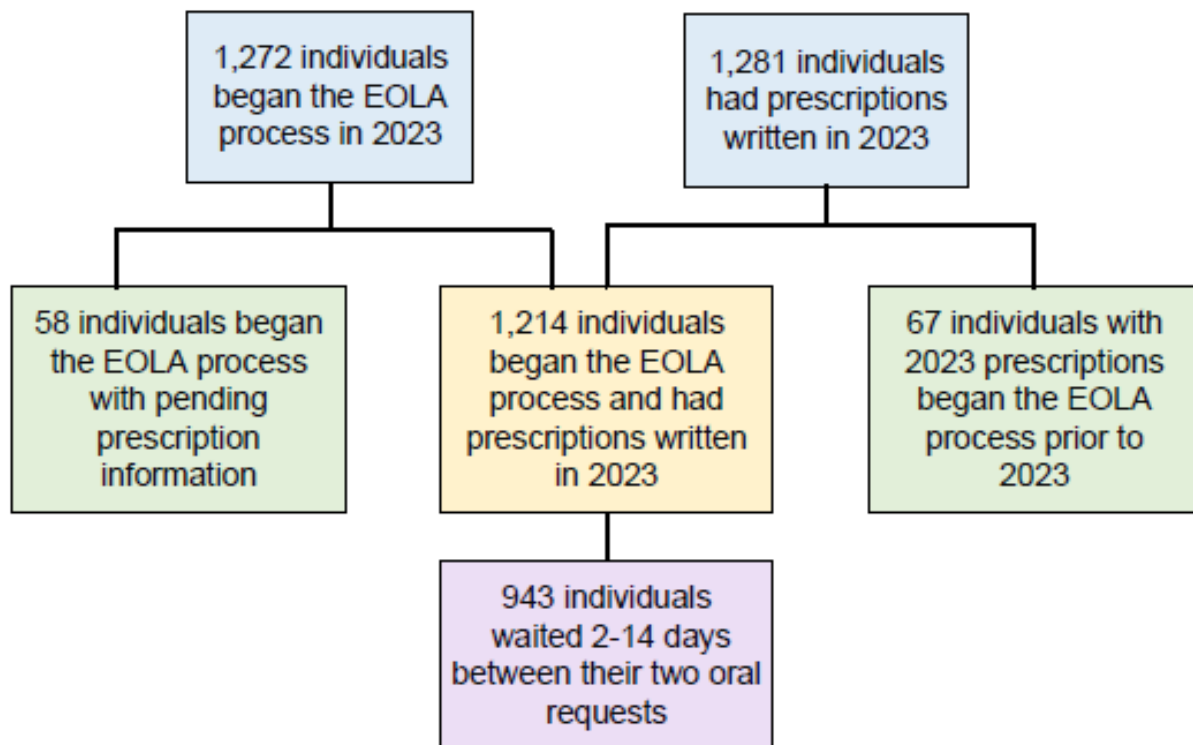 1,272 individuals
began the EOLA
process in 2023
1,281 individuals
had prescriptions
written in 2023
58 individuals began
the EOLA process
with pending
prescription
information
1,214 individuals
began the EOLA
process and had
prescriptions written
in 2023
67 individuals with
2023 prescriptions
began the EOLA
process prior to
2023
943 individuals
waited 2-14 days
between their two oral
requests